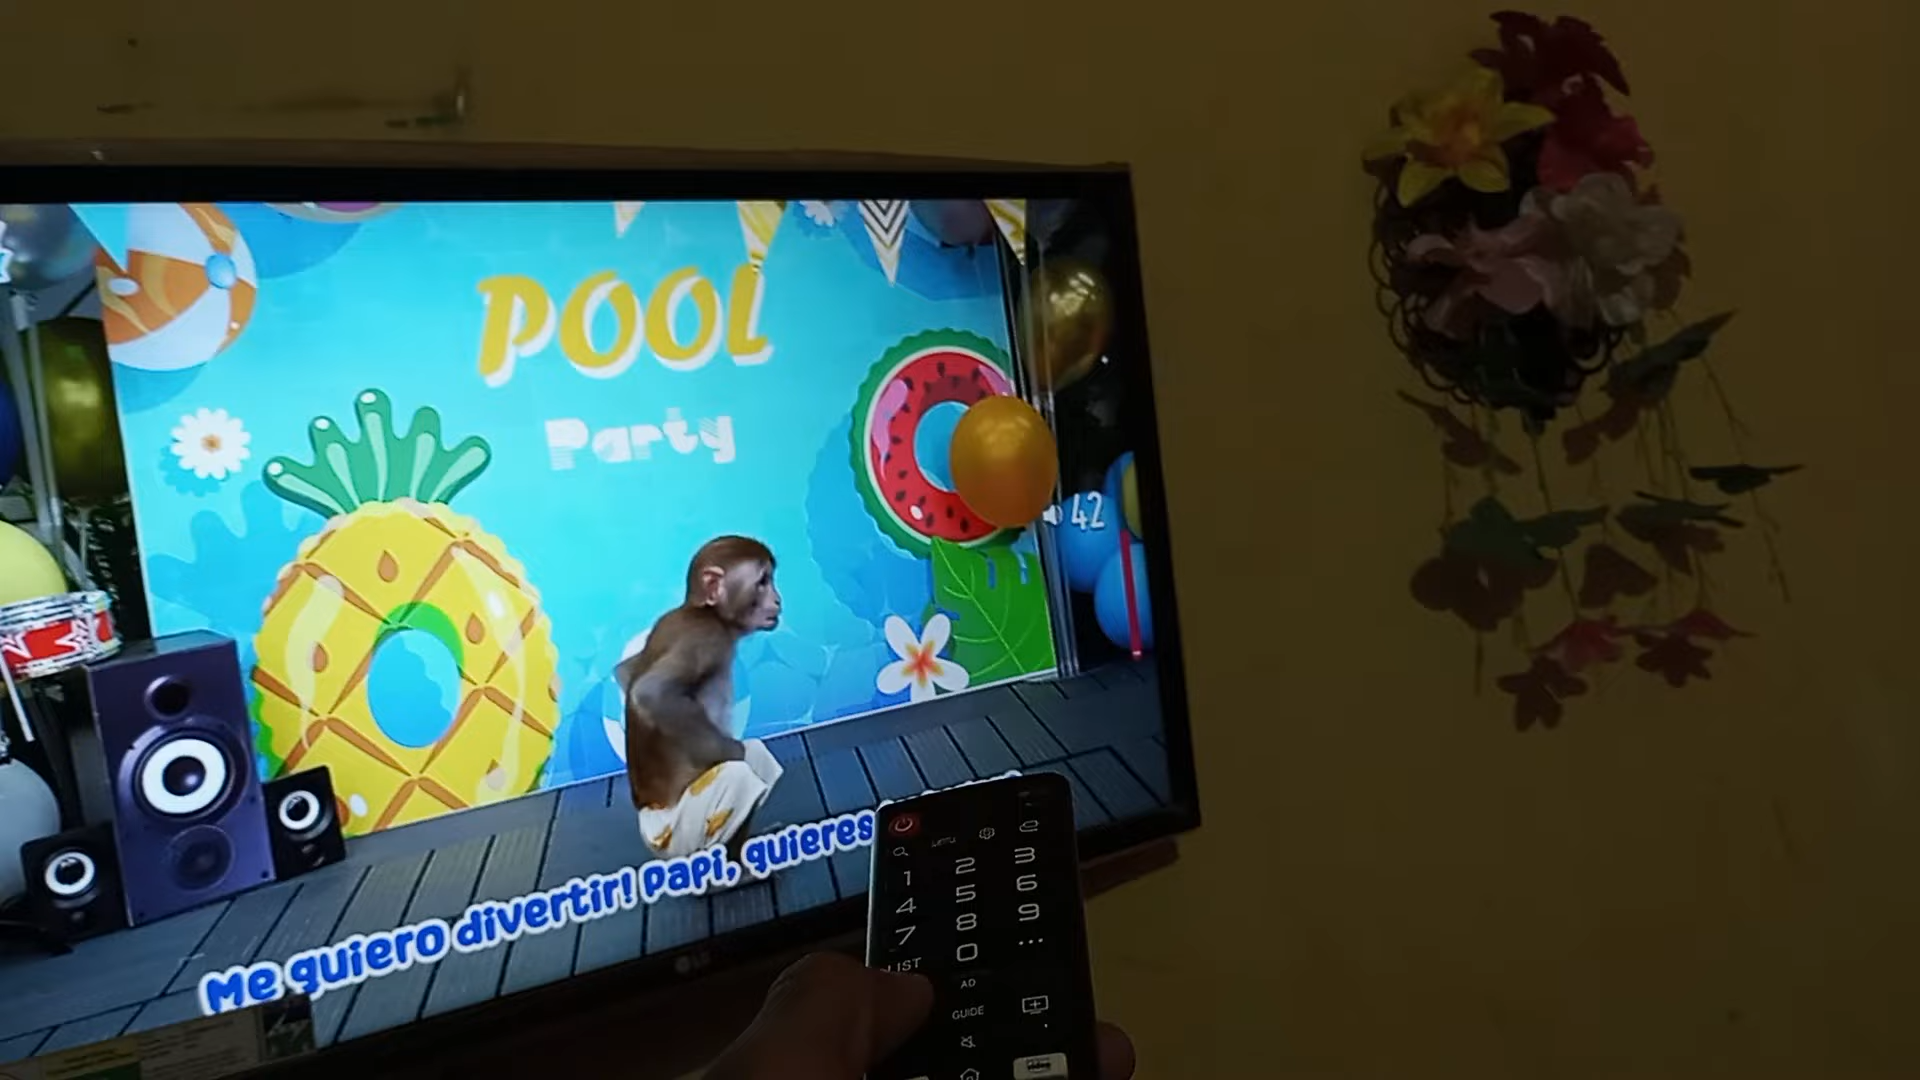 POOL
Party
42
Me quiero divertir! Papi, quieres
LG
1 2 3
4 5 6
7 8 9
LIST 0 ...
AD
GUIDE